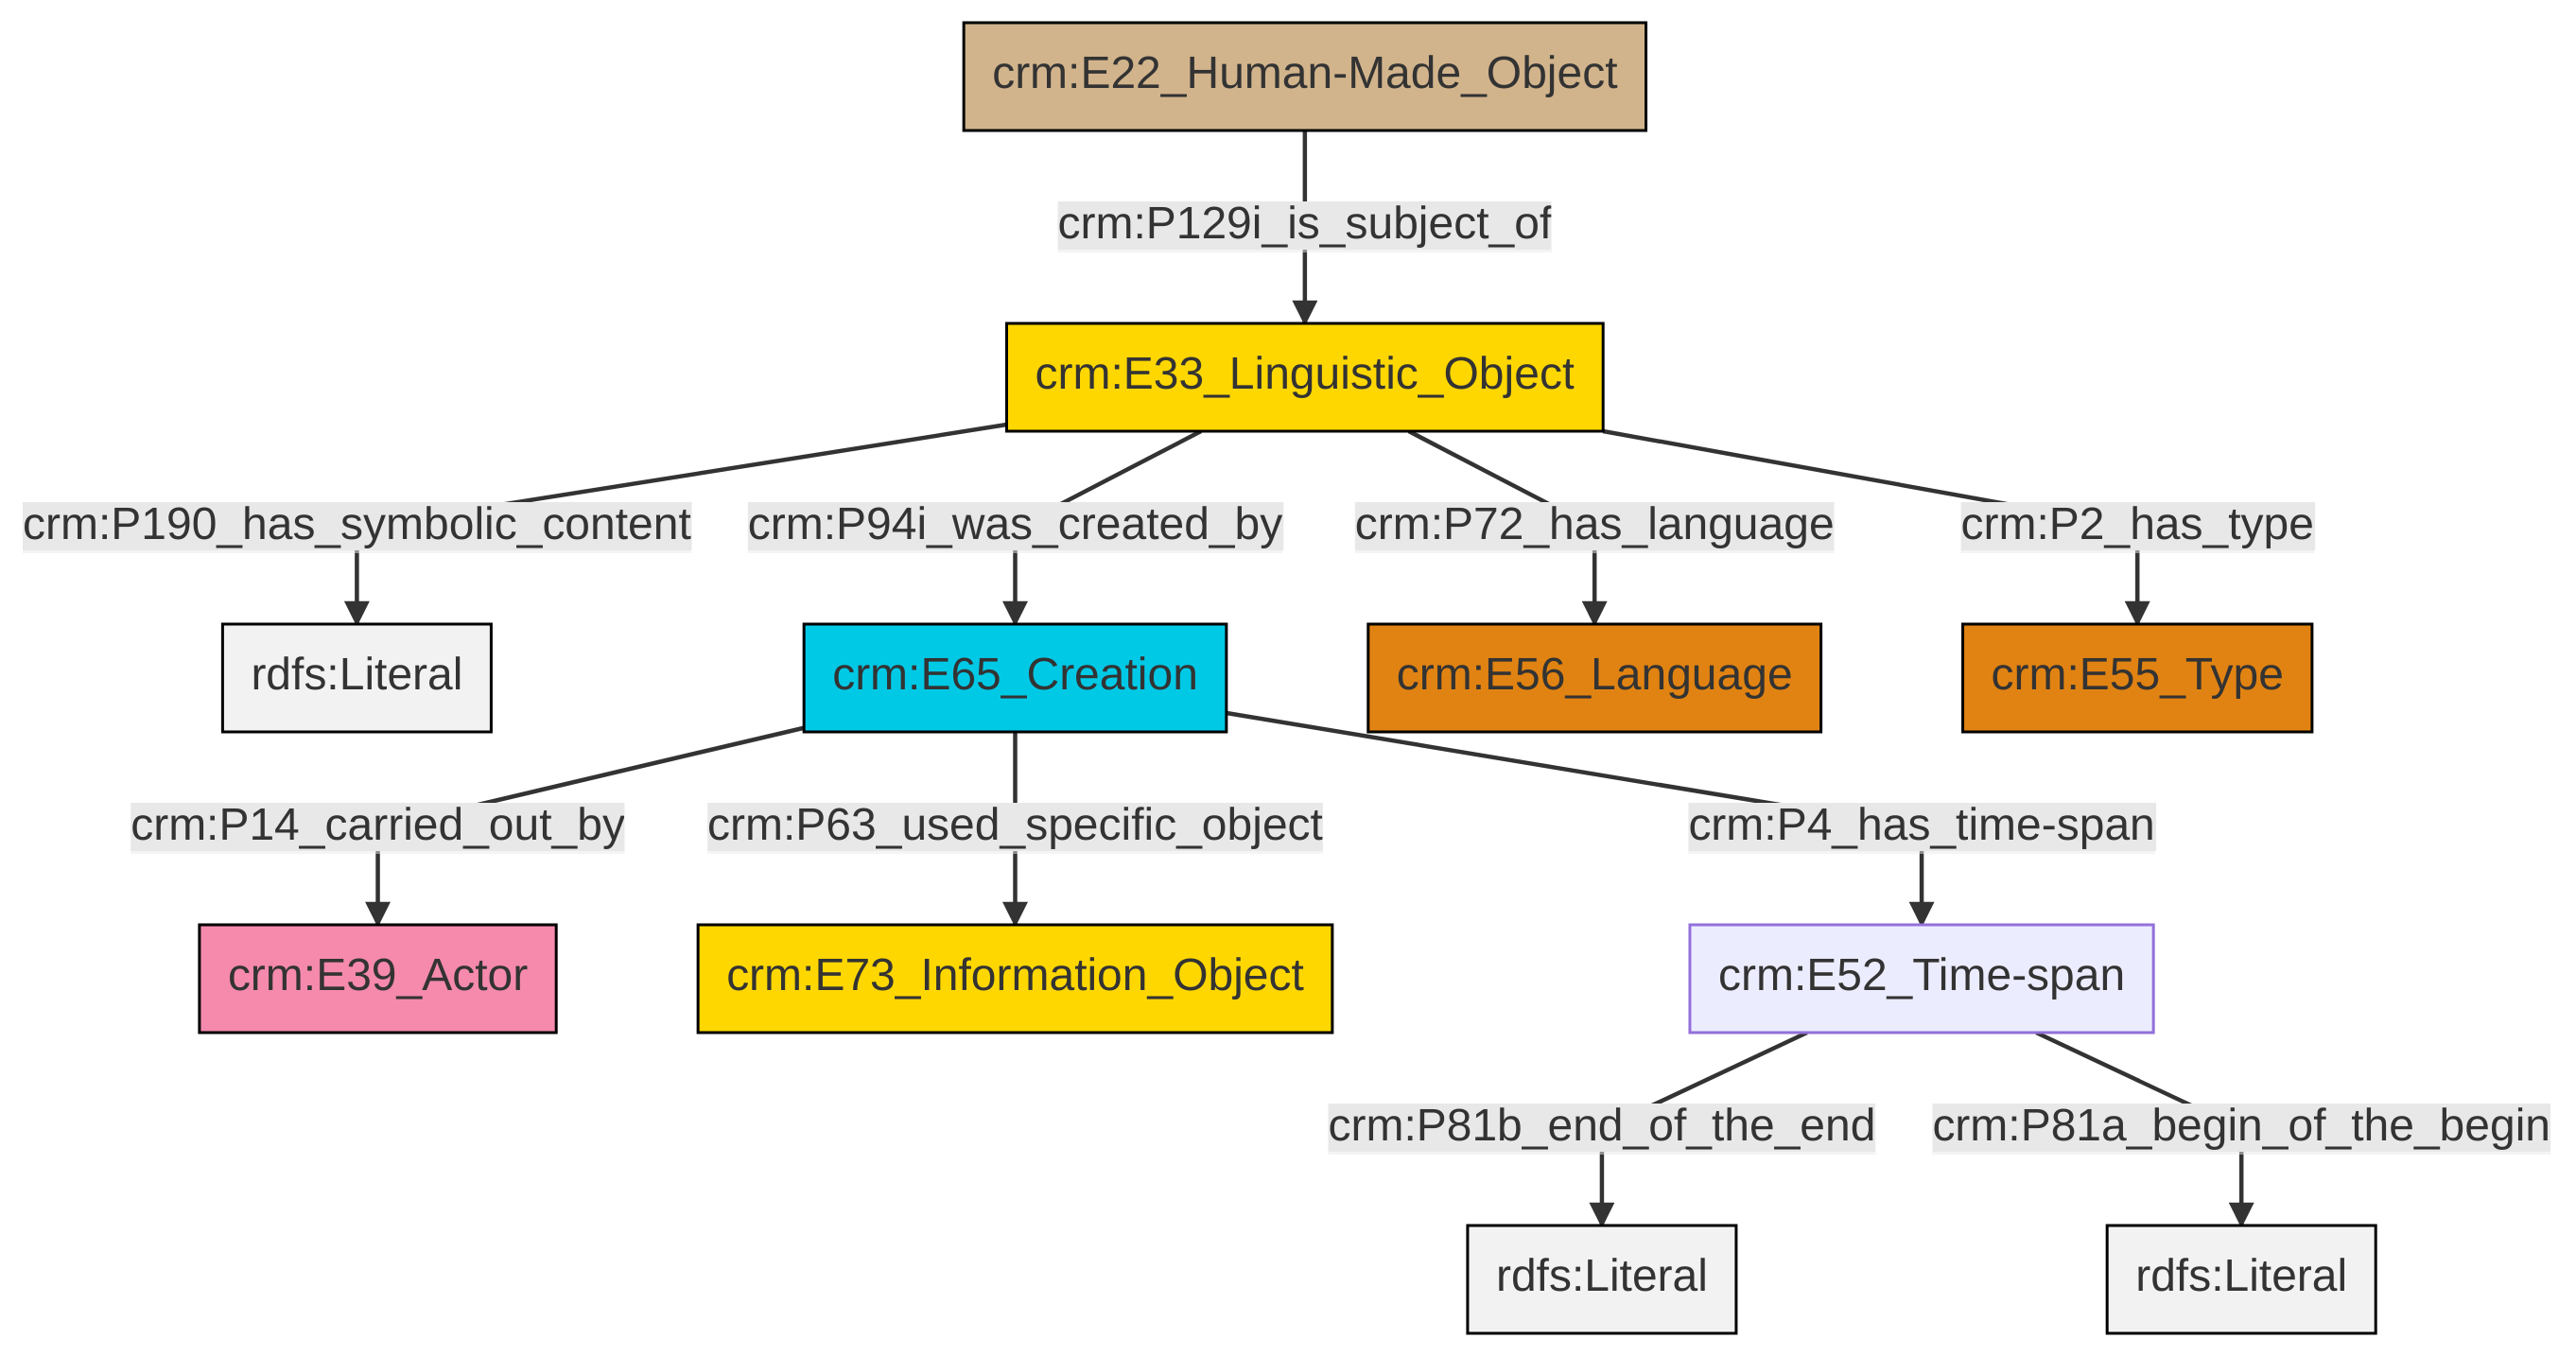 crm:E22_Human-Made_Object
crm:P129i_is_subject_of
crm:E33_Linguistic_Object
crm:P190_has_symbolic_content
crm:P94i_was_created_by
crm:P72_has_language
crm:P2_has_type
rdfs:Literal
crm:E65_Creation
crm:E56_Language
crm:E55_Type
crm:P14_carried_out_by
crm:P63_used_specific_object
crm:P4_has_time-span
crm:E39_Actor
crm:E73_Information_Object
crm:E52_Time-span
crm:P81b_end_of_the_end
crm:P81a_begin_of_the_begin
rdfs:Literal
rdfs:Literal